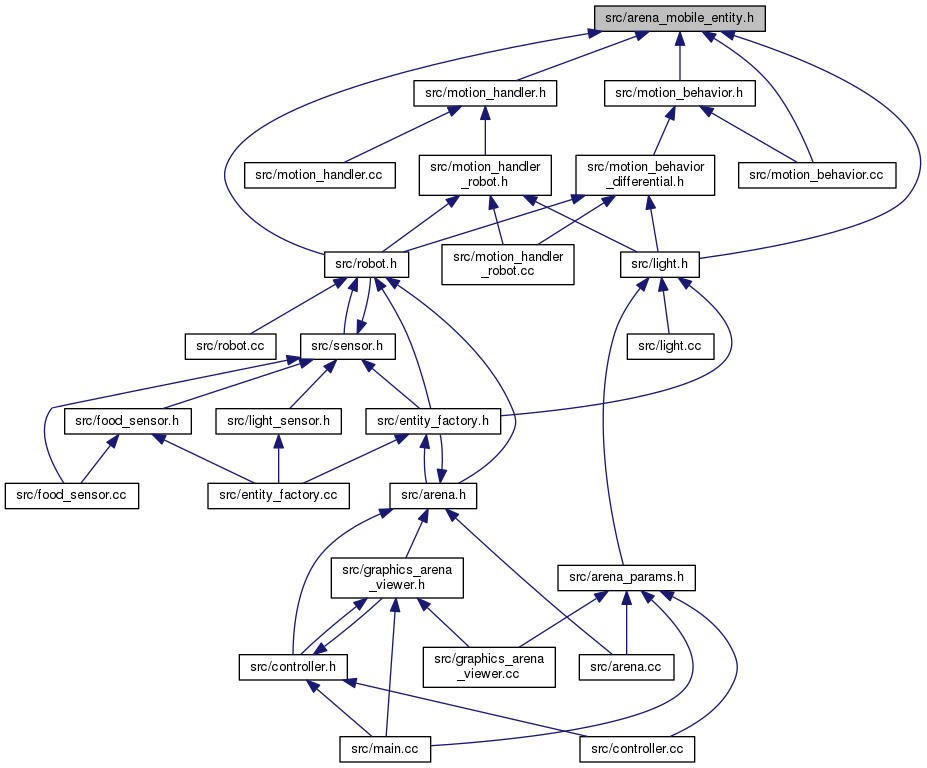 src/arena_mobile_entity.h
src/motion_handler.h
src/motion_behavior.h
src/motion_handler.cc
src/motion_handler
_robot.h
src/motion_behavior
_differential.h
src/motion_behavior.cc
src/robot.h
src/motion_handler
_robot.cc
src/light.h
src/robot.cc
src/sensor.h
src/light.cc
src/food_sensor.h
src/light_sensor.h
src/entity_factory.h
src/food_sensor.cc
src/entity_factory.cc
src/arena.h
src/graphics_arena
_viewer.h
src/arena_params.h
src/controller.h
src/graphics_arena
_viewer.cc
src/arena.cc
src/main.cc
src/controller.cc